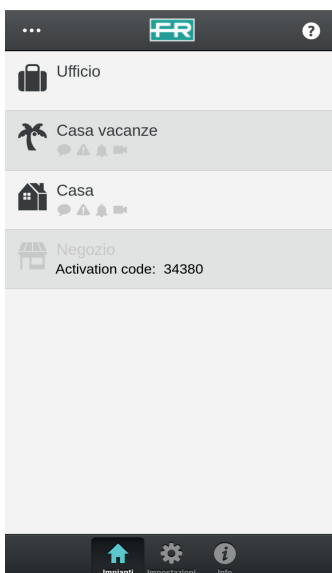 •••
FR
?
Ufficio
Casa vacanze
Casa
Negozio
Activation code: 34380
Impianti Impostazioni Info